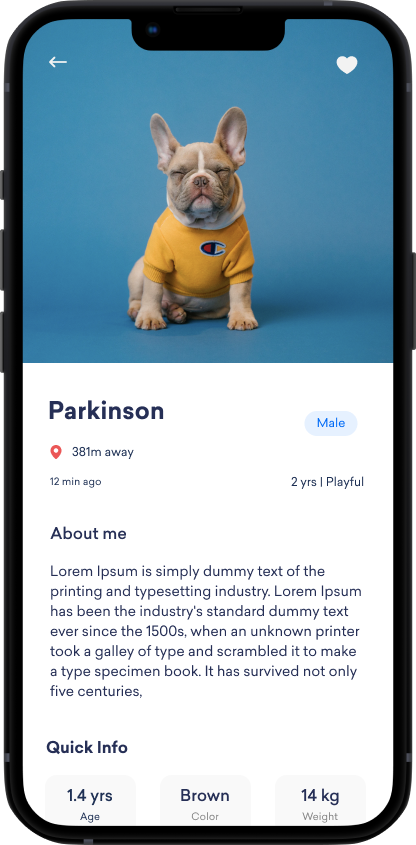 Parkinson
Male
381m away
12 min ago
2 yrs | Playful
About me
Lorem Ipsum is simply dummy text of the
printing and typesetting industry. Lorem Ipsum
has been the industry's standard dummy text
ever since the 1500s, when an unknown printer
took a galley of type and scrambled it to make
a type specimen book. It has survived not only
five centuries,
Quick Info
1.4 yrs
Brown
14 kg
Age
Color
Weight